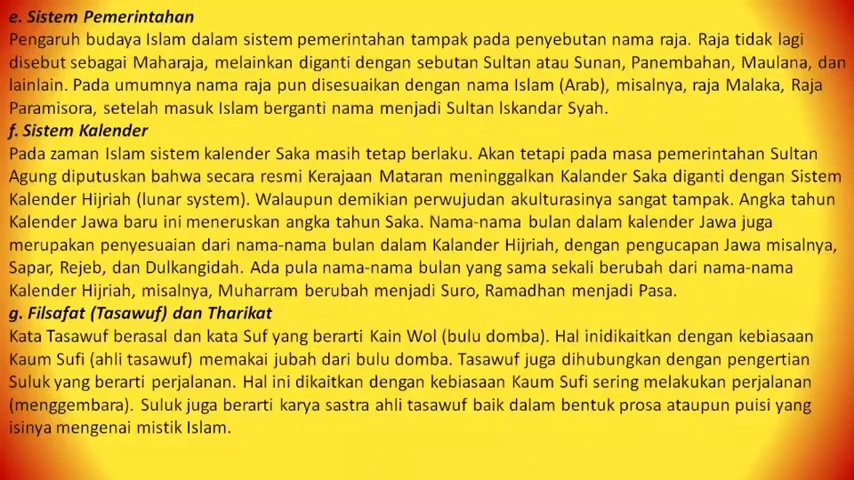 e. Sistem Pemerintahan
Pengaruh budaya Islam dalam sistem pemerintahan tampak pada penyebutan nama raja. Raja tidak lagi
disebut sebagai Maharaja, melainkan diganti dengan sebutan Sultan atau Sunan, Panembahan, Maulana, dan
lainlain. Pada umumnya nama raja pun disesuaikan dengan nama Islam (Arab), misalnya, raja Malaka, Raja
Paramisora, setelah masuk Islam berganti nama menjadi Sultan Iskandar Syah.
f. Sistem Kalender
Pada zaman Islam sistem kalender Saka masih tetap berlaku. Akan tetapi pada masa pemerintahan Sultan
Agung diputuskan bahwa secara resmi Kerajaan Mataran meninggalkan Kalander Saka diganti dengan Sistem
Kalender Hijriah (lunar system). Walaupun demikian perwujudan akulturasinya sangat tampak. Angka tahun
Kalender Jawa baru ini meneruskan angka tahun Saka. Nama-nama bulan dalam kalender Jawa juga
merupakan penyesuaian dari nama-nama bulan dalam Kalander Hijriah, dengan pengucapan Jawa misalnya,
Sapar, Rejeb, dan Dulkangidah. Ada pula nama-nama bulan yang sama sekali berubah dari nama-nama
Kalender Hijriah, misalnya, Muharram berubah menjadi Suro, Ramadhan menjadi Pasa.
g. Filsafat (Tasawuf) dan Tharikat
Kata Tasawuf berasal dan kata Suf yang berarti Kain Wol (bulu domba). Hal inidikaitkan dengan kebiasaan
Kaum Sufi (ahli tasawuf) memakai jubah dari bulu domba. Tasawuf juga dihubungkan dengan pengertian
Suluk yang berarti perjalanan. Hal ini dikaitkan dengan kebiasaan Kaum Sufi sering melakukan perjalanan
(menggembara). Suluk juga berarti karya sastra ahli tasawuf baik dalam bentuk prosa ataupun puisi yang
isinya mengenai mistik Islam.